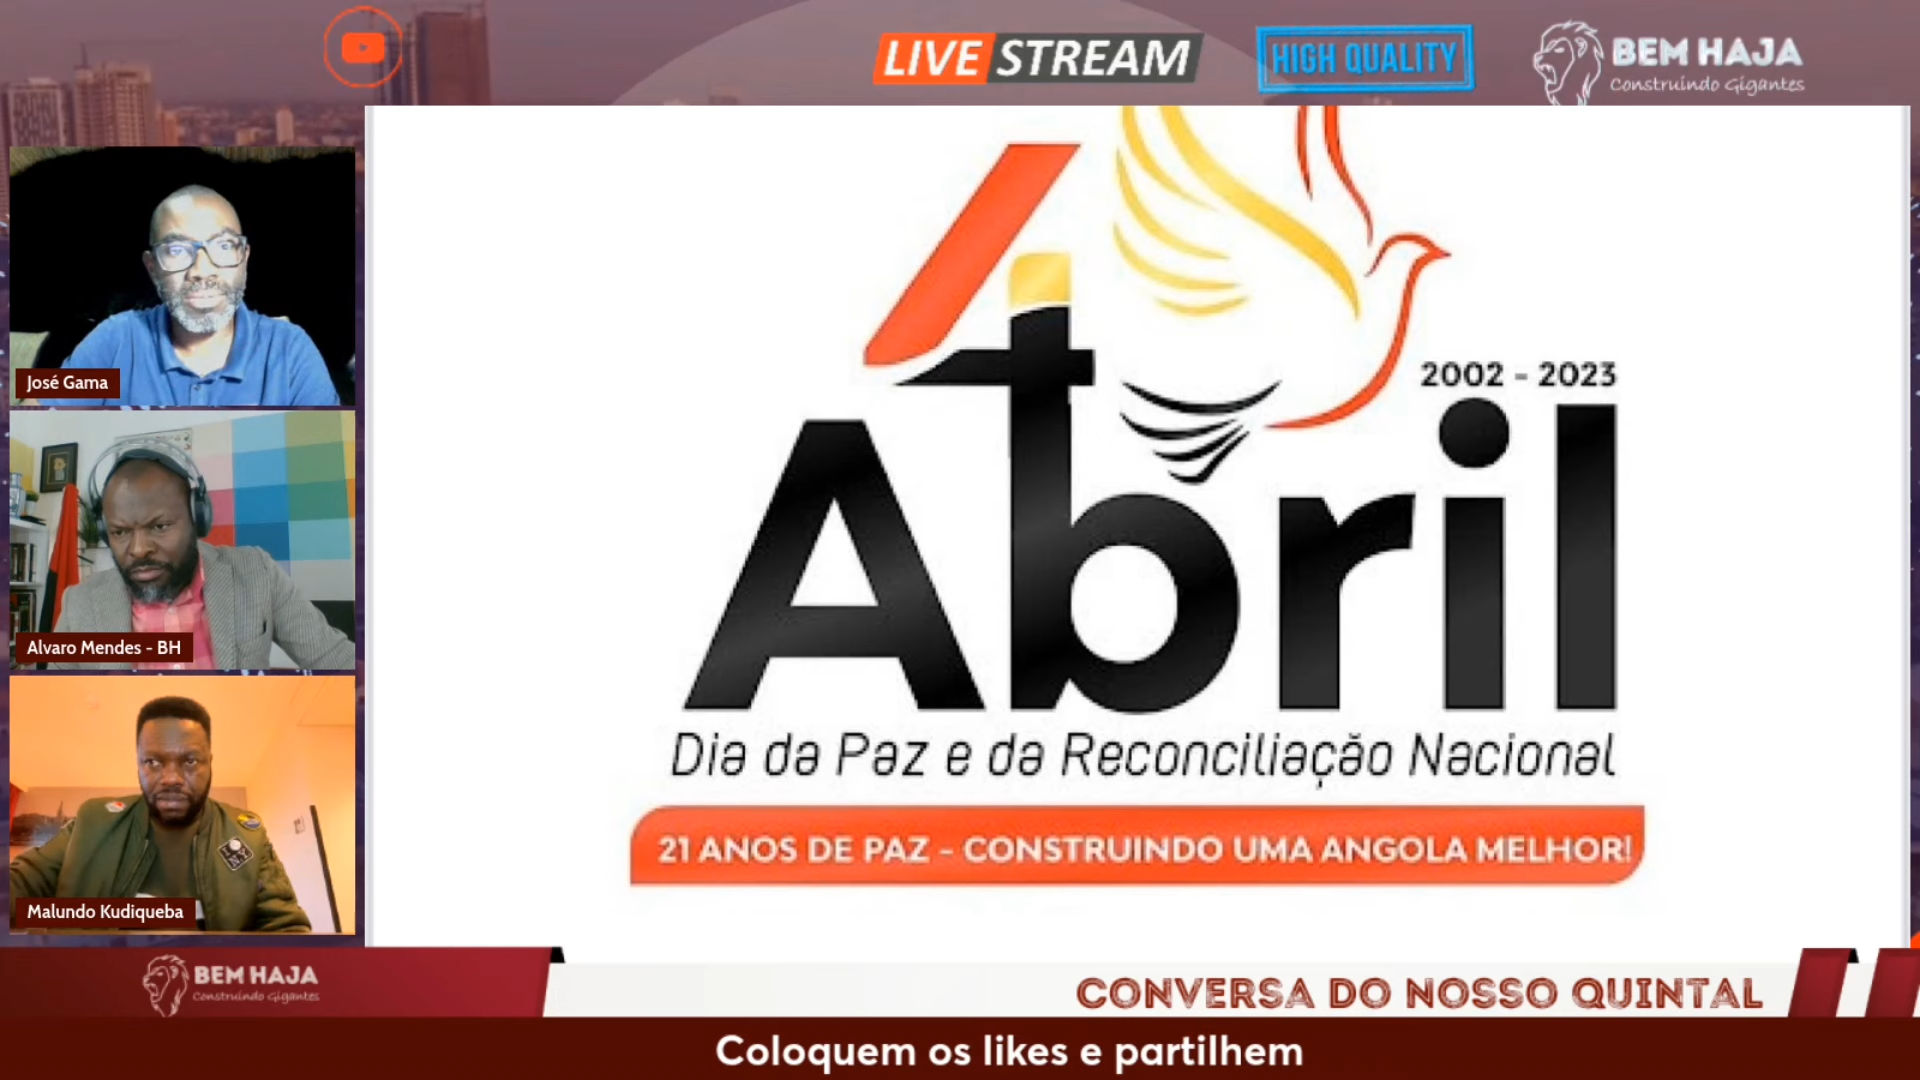 LIVE STREAM
HIGH QUALITY
BEM HAJA
Construindo Gigantes
José Gama
Alvaro Mendes - BH
Malundo Kudiqueba
4
2002 - 2023
Abril
Dia da Paz e da Reconciliação Nacional
21 ANOS DE PAZ - CONSTRUINDO UMA ANGOLA MELHOR!
BEM HAJA
Construindo Gigantes
CONVERSA DO NOSSO QUINTAL
Coloquem os likes e partilhem